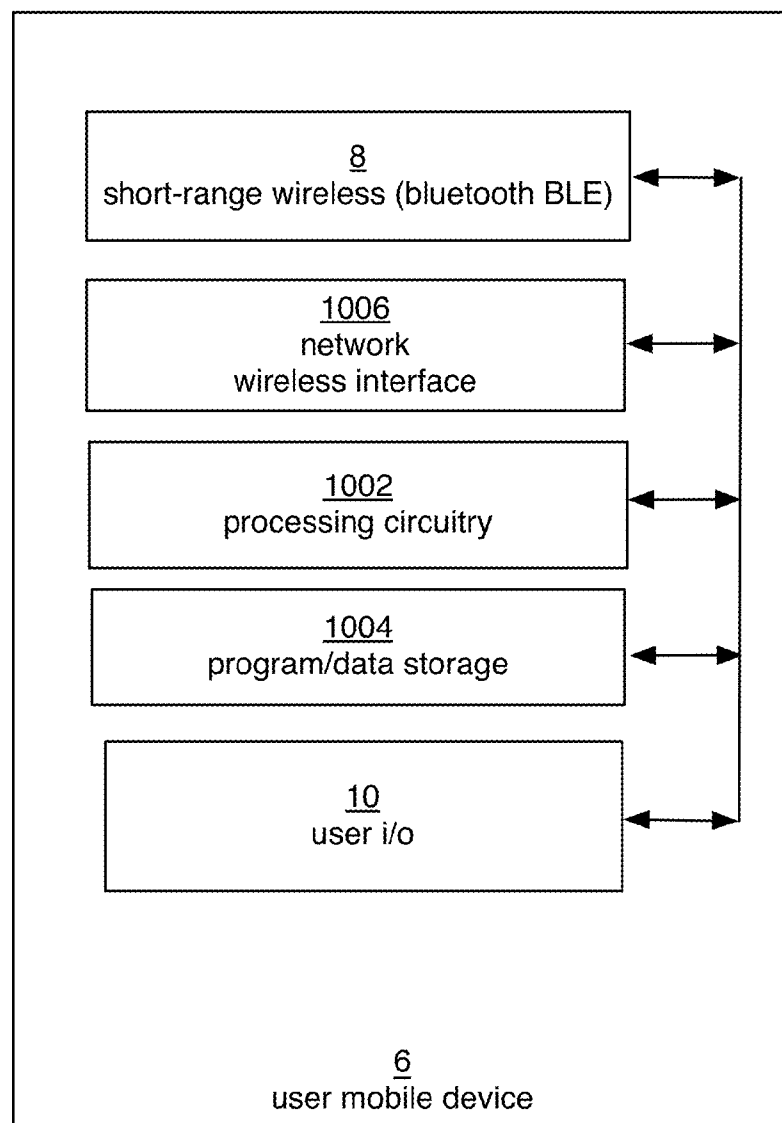 8
short-range wireless (bluetooth BLE)
1006
network
wireless interface
1002
processing circuitry
1004
program/data storage
10
user i/o
6
user mobile device